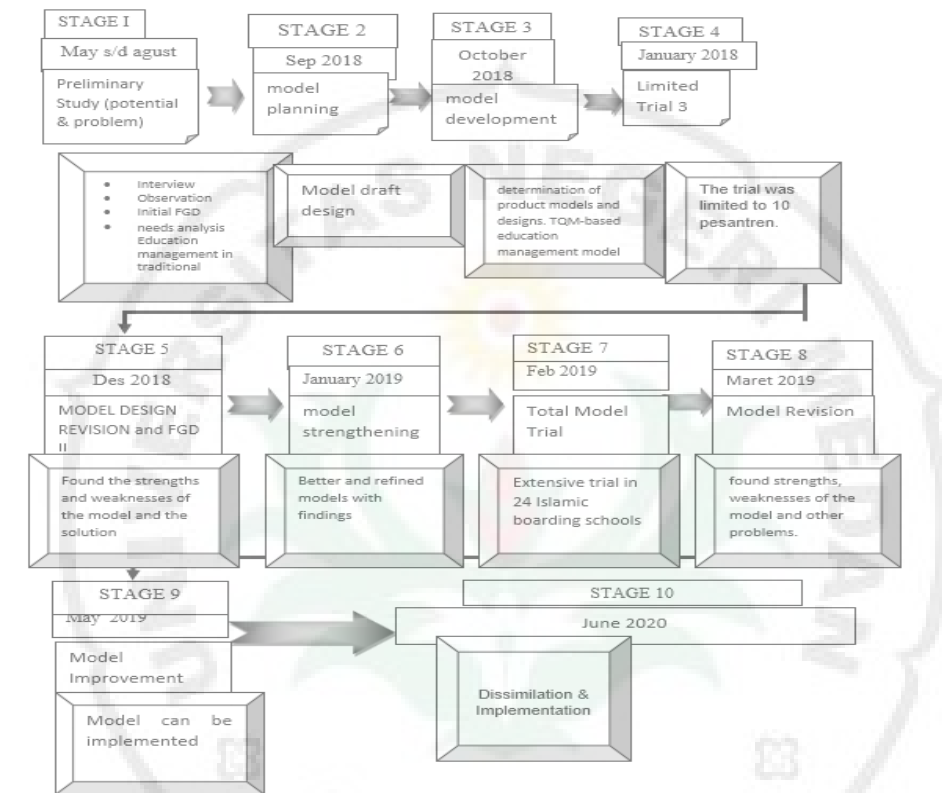 STAGE I
May s/d agust
Preliminary
Study (potential
& problem)
STAGE 2
Sep 2018
model
planning
STAGE 3
October
2018
model
development
STAGE 4
January 2018
Limited
Trial 3
• Interview
• Observation
• Initial FGD
• needs analysis
Education
management in
traditional
Model draft
design
determination of
product models and
designs. TQM-based
education
management model
The trial was
limited to 10
pesantren.
STAGE 5
Des 2018
MODEL DESIGN
REVISION and FGD
II
Found the strengths
and weaknesses of
the model and the
solution
STAGE 6
January 2019
model
strengthening
Better and refined
models with
findings
STAGE 7
Feb 2019
Total Model
Trial
Extensive trial in
24 Islamic
boarding schools
STAGE 8
Maret 2019
Model Revision
found strengths,
weaknesses of the
model and other
problems.
STAGE 9
May 2019
Model
Improvement
Model can be
implemented
STAGE 10
June 2020
Dissimilation &
Implementation
UNIVERSITAS NEGERI MEDAN